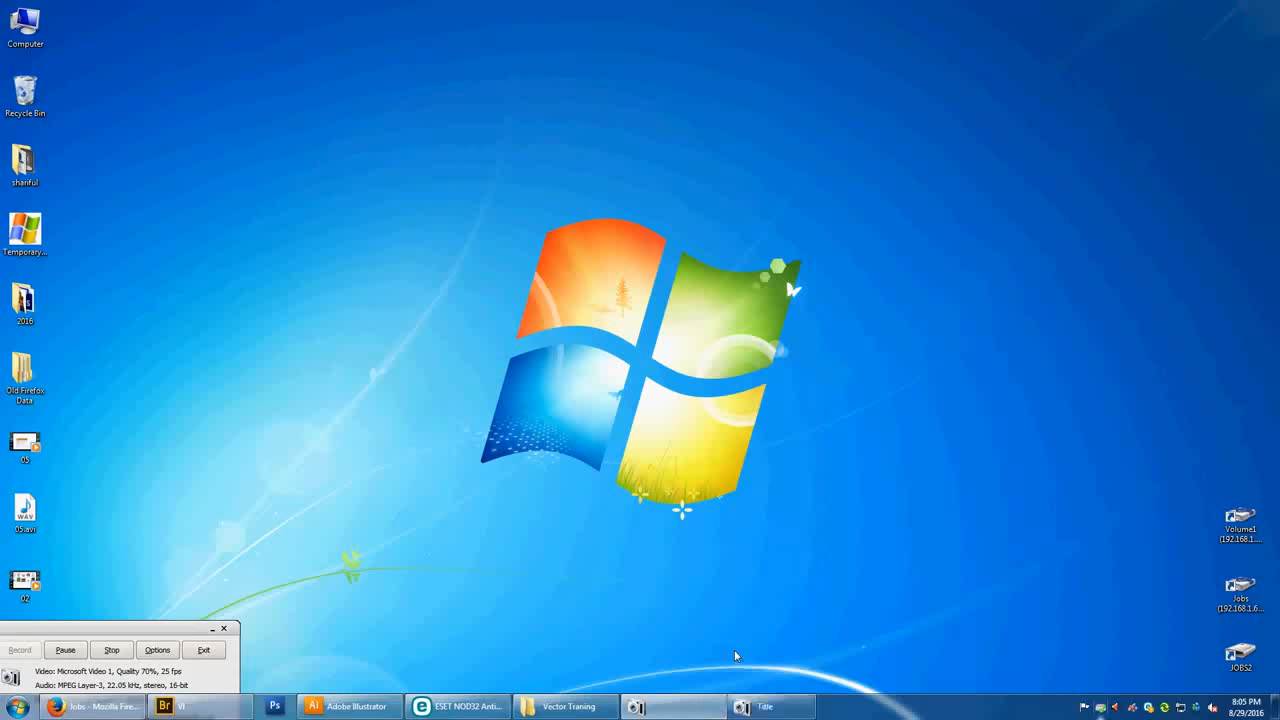 Computer
Recycle Bin
shariful
Temporary...
2016
Old Firefox
Data
05
05.avi
02
Volume1
(192.168.1....
Jobs
(192.168.1.6...
JOBS2
Record
Pause
Stop
Options
Exit
Video: Microsoft Video 1, Quality 70%, 25 fps
Audio: MPEG Layer-3, 22.05 kHz, stereo, 16-bit
Jobs - Mozilla Fire...
Br
VI
Ps
Ai
Adobe Illustrator
e
ESET NOD32 Anti...
Vector Traning
Title
8:05 PM
8/29/2016
WAV